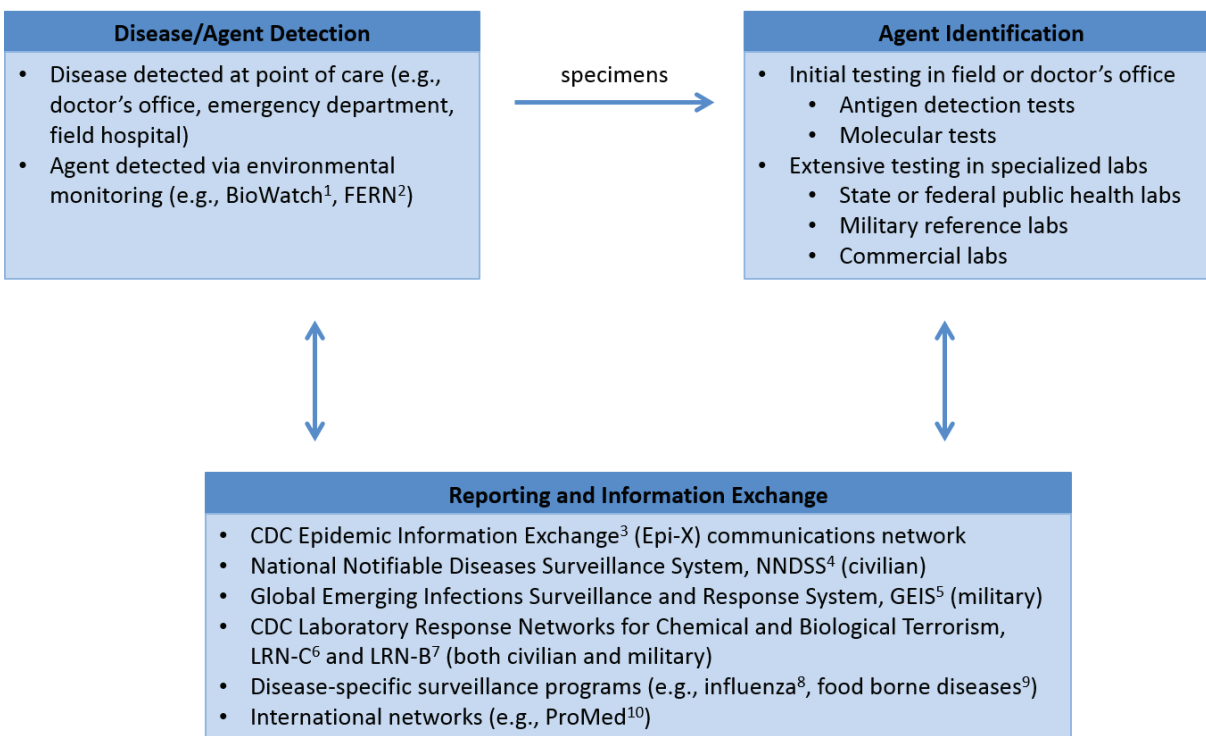 Disease/Agent Detection
• Disease detected at point of care (e.g.,
doctor's office, emergency department,
field hospital)
• Agent detected via environmental
monitoring (e.g., BioWatch¹, FERN²)
specimens
Agent Identification
• Initial testing in field or doctor's office
• Antigen detection tests
• Molecular tests
• Extensive testing in specialized labs
• State or federal public health labs
• Military reference labs
• Commercial labs
Reporting and Information Exchange
• CDC Epidemic Information Exchange³ (Epi-X) communications network
• National Notifiable Diseases Surveillance System, NNDSS⁴ (civilian)
• Global Emerging Infections Surveillance and Response System, GEIS⁵ (military)
• CDC Laboratory Response Networks for Chemical and Biological Terrorism,
LRN-C⁶ and LRN-B⁷ (both civilian and military)
• Disease-specific surveillance programs (e.g., influenza⁸, food borne diseases⁹)
• International networks (e.g., ProMed¹⁰)